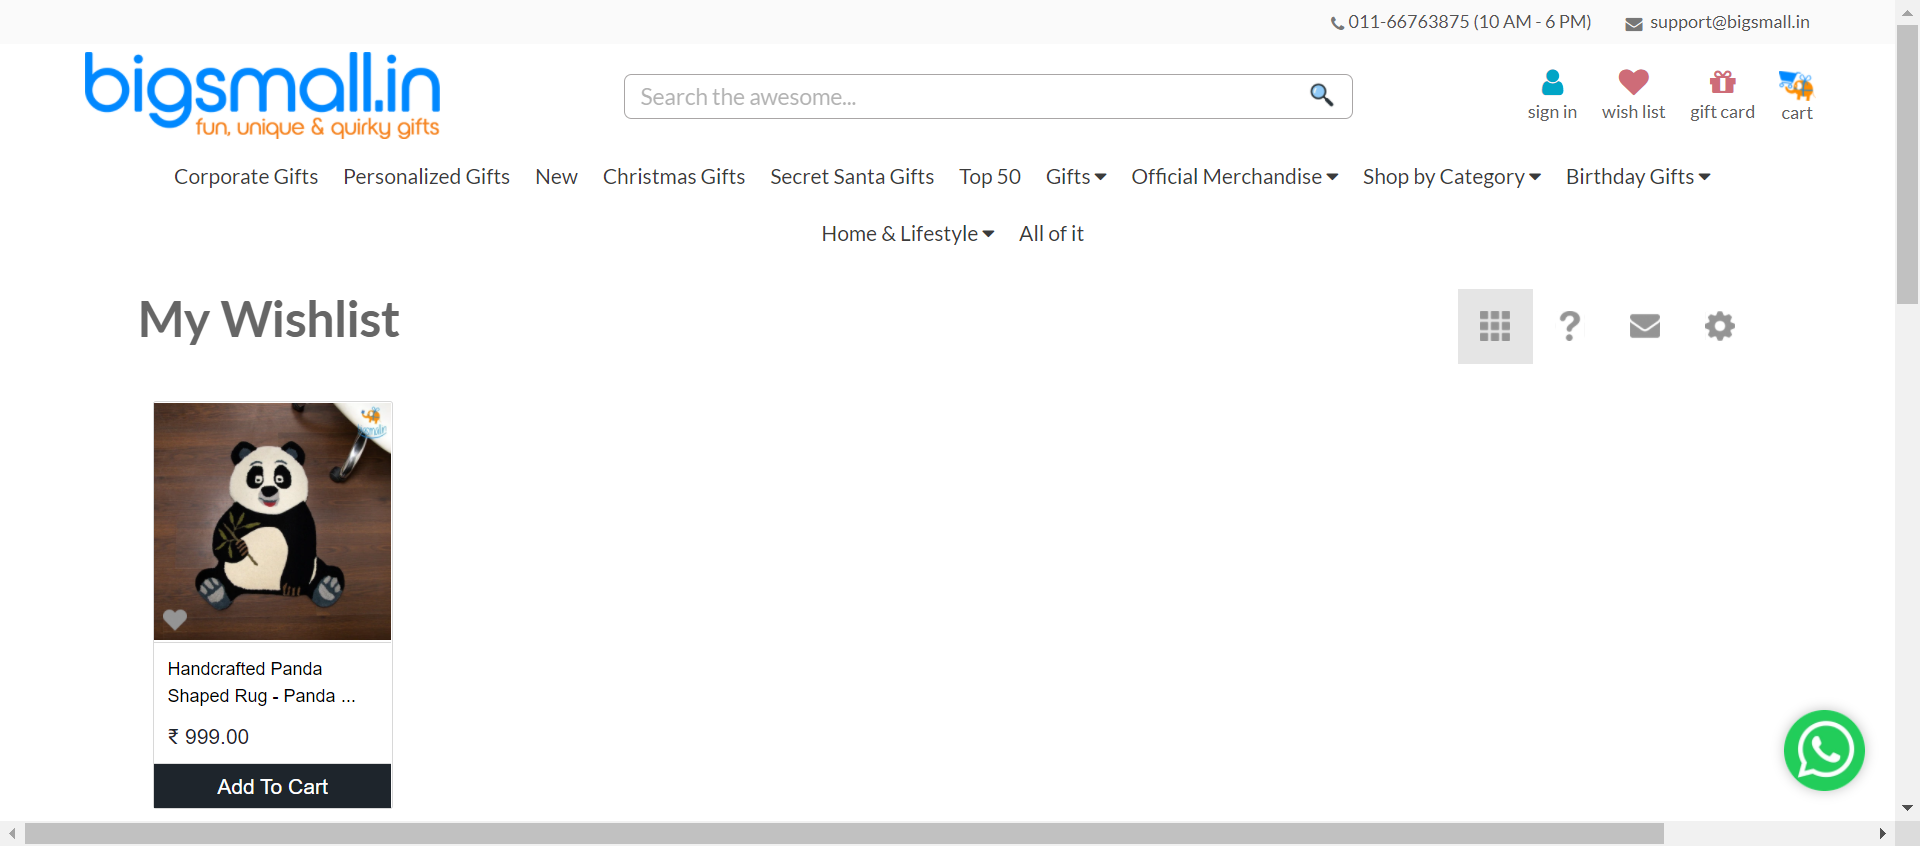 011-66763875 (10 AM - 6 PM) support@bigsmall.in
bigsmall.in
fun, unique & quirky gifts
Search the awesome...
sign in wish list gift card cart
Corporate Gifts Personalized Gifts New Christmas Gifts Secret Santa Gifts Top 50 Gifts Official Merchandise Shop by Category Birthday Gifts
Home & Lifestyle All of it
My Wishlist
bigsmall.in
Handcrafted Panda
Shaped Rug - Panda ...
₹ 999.00
Add To Cart